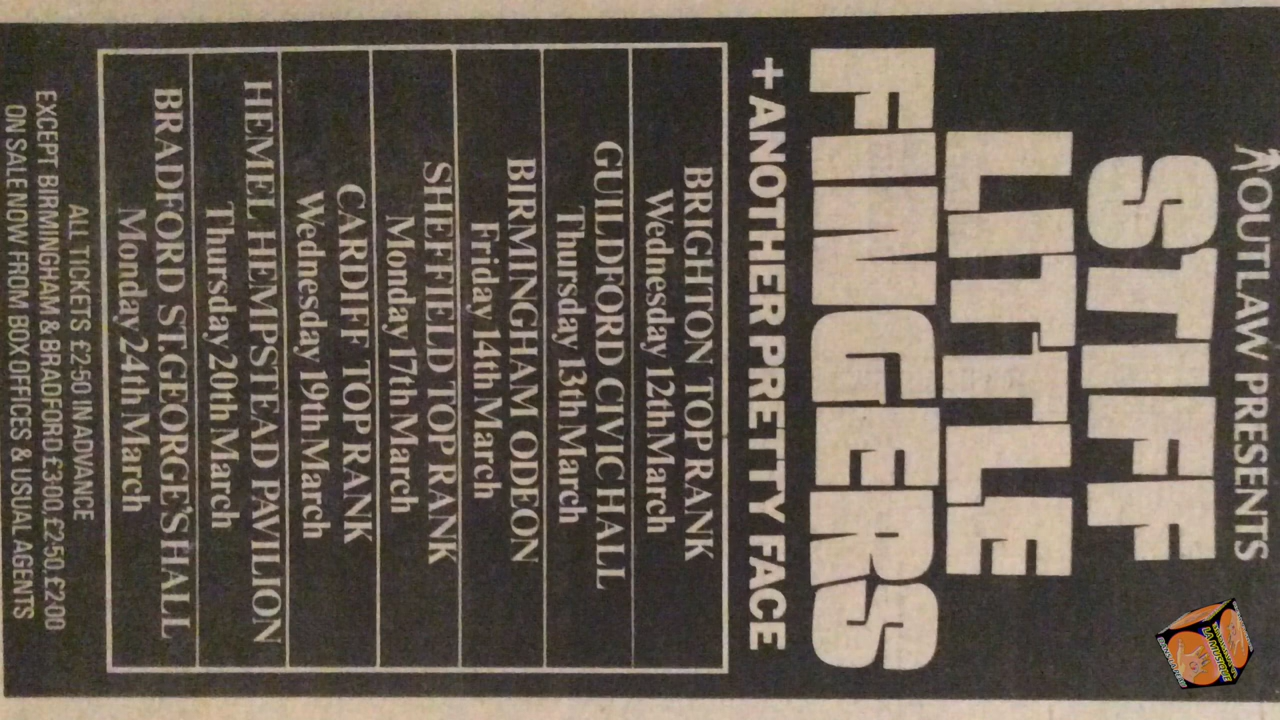 OUTLAW PRESENTS
STIFF
LITTLE
FINGERS
+ ANOTHER PRETTY FACE
BRIGHTON TOP RANK
Wednesday 12th March
GUILDFORD CIVIC HALL
Thursday 13th March
BIRMINGHAM ODEON
Friday 14th March
SHEFFIELD TOP RANK
Monday 17th March
CARDIFF TOP RANK
Wednesday 19th March
HEMEL HEMPSTEAD PAVILION
Thursday 20th March
BRADFORD ST.GEORGE'S HALL
Monday 24th March
ALL TICKETS £2·50 IN ADVANCE
EXCEPT BIRMINGHAM & BRADFORD £3·00, £2·50, £2·00
ON SALE NOW FROM BOX OFFICES & USUAL AGENTS
LA MUSIQUE